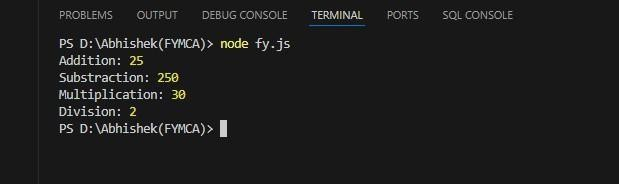 PROBLEMS OUTPUT DEBUG CONSOLE TERMINAL PORTS SQL CONSOLE
PS D:\Abhishek(FYMCA)> node fy.js
Addition: 25
Substraction: 250
Multiplication: 30
Division: 2
PS D:\Abhishek(FYMCA)>